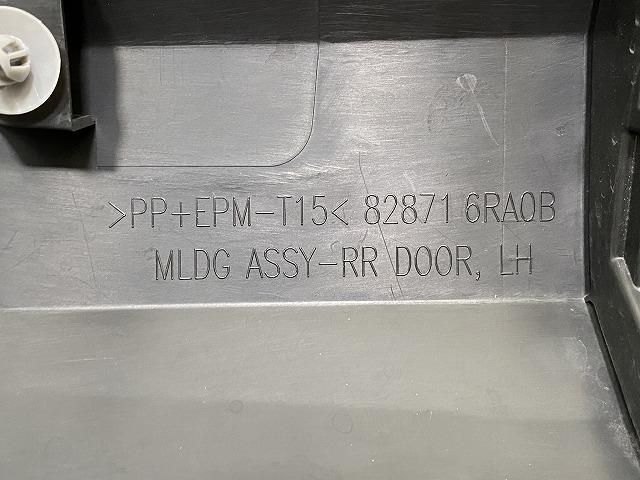 >PP+EPM-T15< 82871 6RA0B
MLDG ASSY-RR DOOR, LH